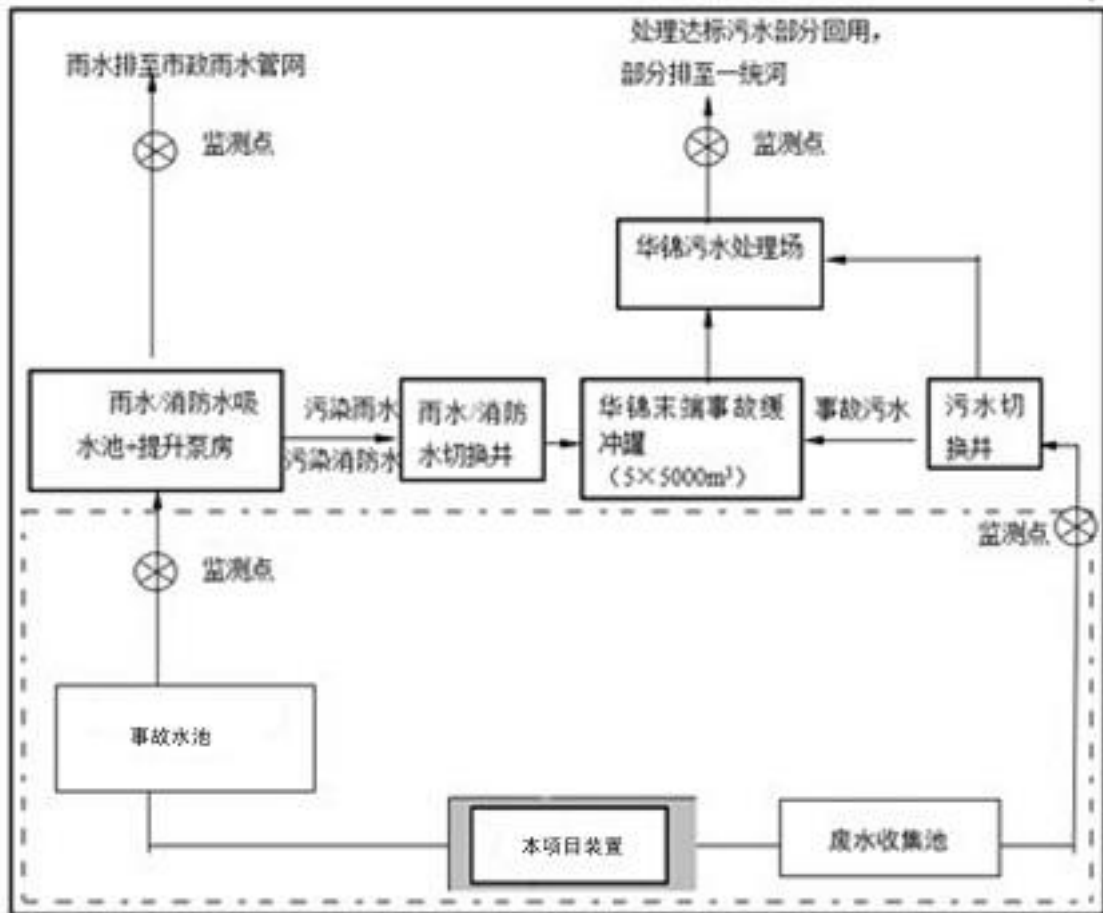 处理达标污水部分回用，
部分排至一统河
雨水排至市政雨水管网
监测点
监测点
华锦污水处理场
雨水/消防水吸
水池+提升泵房
污染雨水
污染消防水
雨水/消防
水切换井
华锦末端事故缓
冲罐
（5×5000m³）
事故污水
污水切
换井
监测点
监测点
事故水池
本项目装置
废水收集池